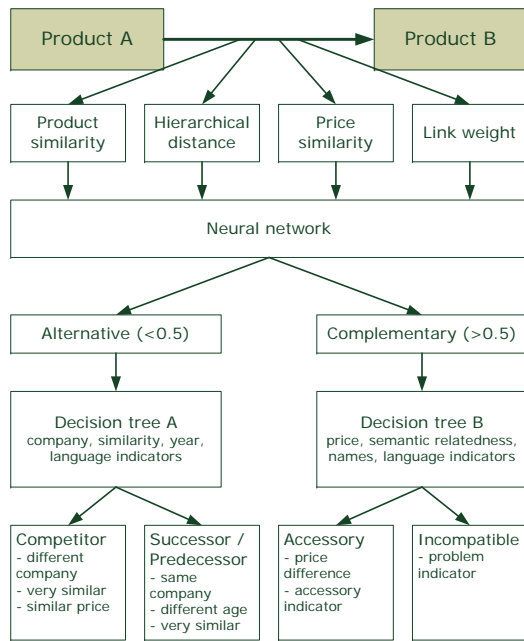 Product A
Product B
Product
similarity
Hierarchical
distance
Price
similarity
Link weight
Neural network
Alternative (<0.5)
Complementary (>0.5)
Decision tree A
company, similarity, year,
language indicators
Decision tree B
price, semantic relatedness,
names, language indicators
Competitor
- different
company
- very similar
- similar price
Successor /
Predecessor
- same
company
- different age
- very similar
Accessory
- price
difference
- accessory
indicator
Incompatible
- problem
indicator